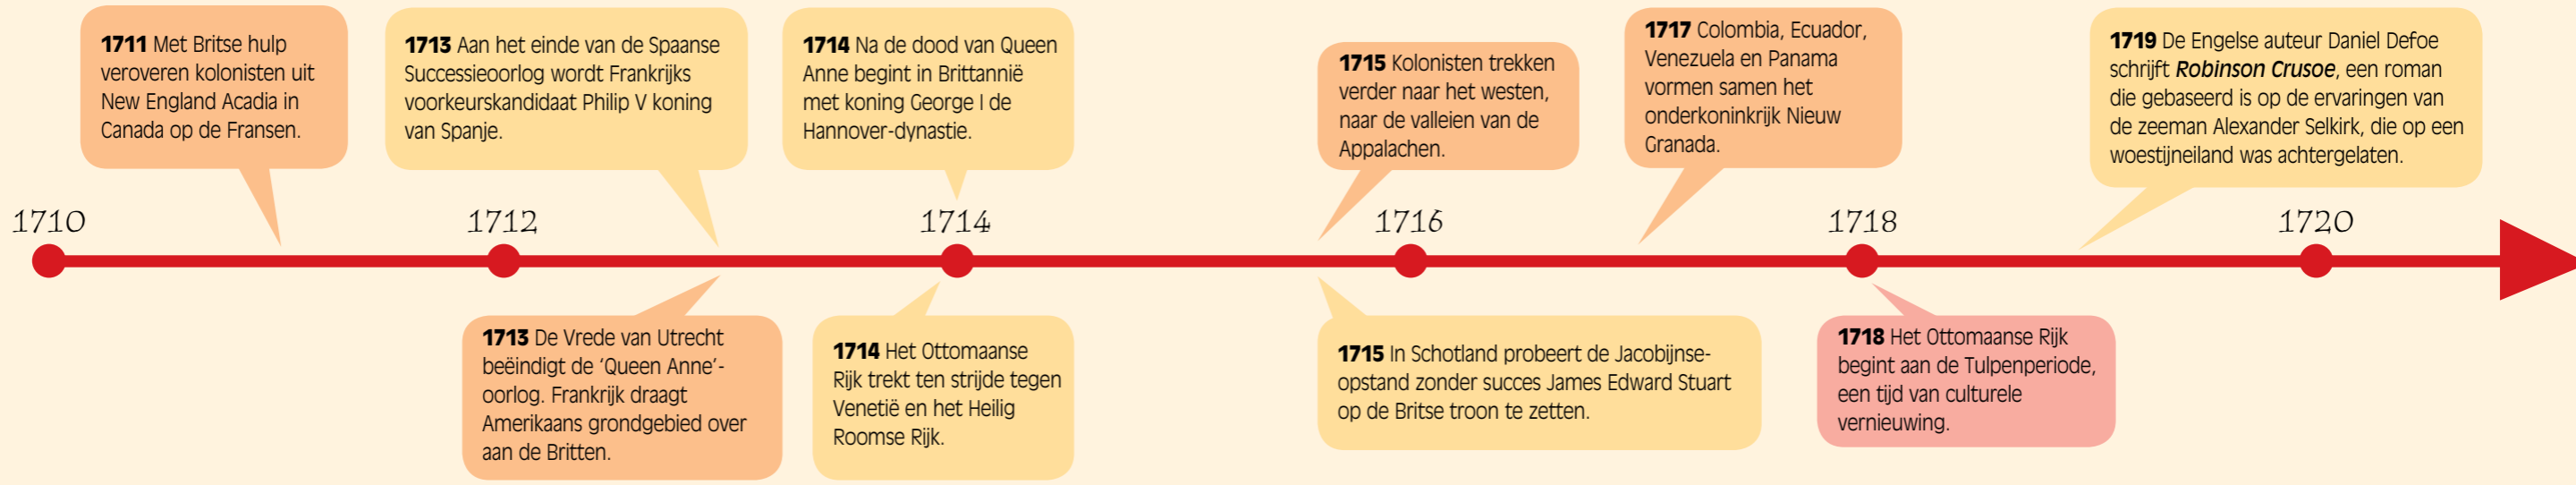 1711 Met Britse hulp
veroveren kolonisten uit
New England Acadia in
Canada op de Fransen.
1713 Aan het einde van de Spaanse
Successieoorlog wordt Frankrijks
voorkeurskandidaat Philip V koning
van Spanje.
1714 Na de dood van Queen
Anne begint in Brittannië
met koning George I de
Hannover-dynastie.
1715 Kolonisten trekken
verder naar het westen,
naar de valleien van de
Appalachen.
1717 Colombia, Ecuador,
Venezuela en Panama
vormen samen het
onderkoninkrijk Nieuw
Granada.
1719 De Engelse auteur Daniel Defoe
schrijft Robinson Crusoe, een roman
die gebaseerd is op de ervaringen van
de zeeman Alexander Selkirk, die op een
woestijneiland was achtergelaten.
1710
1712
1714
1716
1718
1720
1713 De Vrede van Utrecht
beëindigt de ‘Queen Anne’-
oorlog. Frankrijk draagt
Amerikaans grondgebied over
aan de Britten.
1714 Het Ottomaanse
Rijk trekt ten strijde tegen
Venetië en het Heilig
Roomse Rijk.
1715 In Schotland probeert de Jacobijnse-
opstand zonder succes James Edward Stuart
op de Britse troon te zetten.
1718 Het Ottomaanse Rijk
begint aan de Tulpenperiode,
een tijd van culturele
vernieuwing.